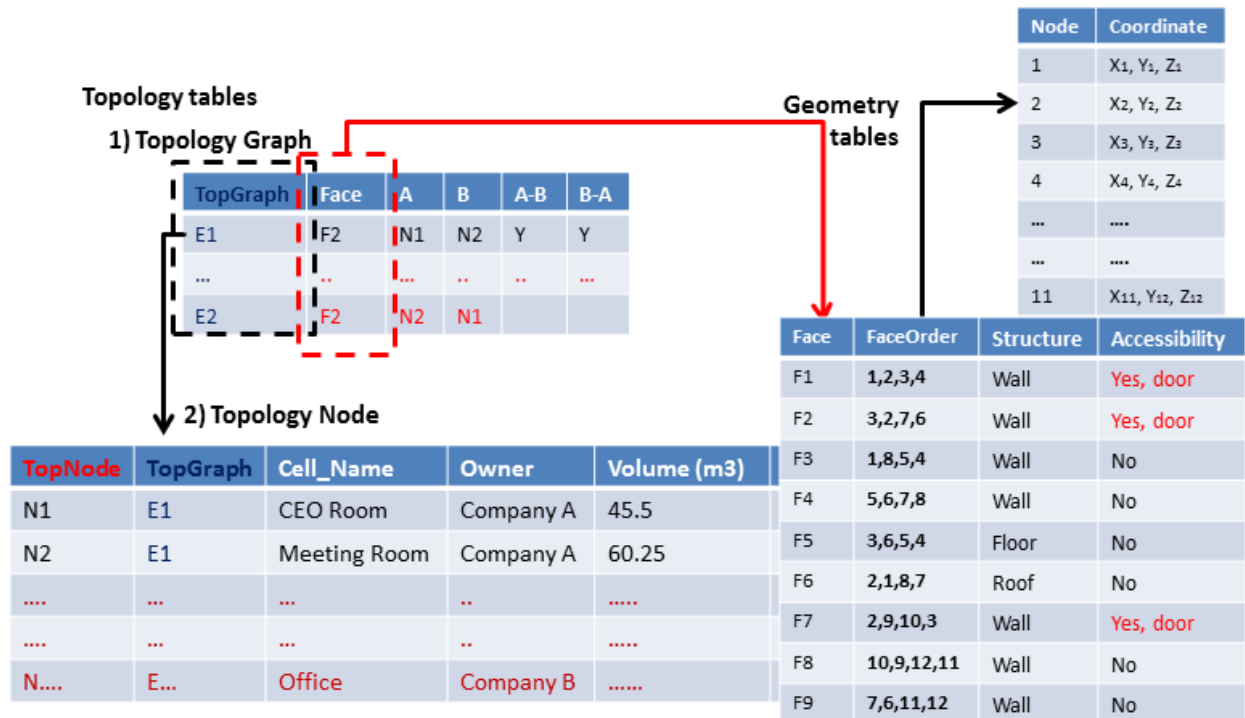 Topology tables
1) Topology Graph
TopGraph Face A B A-B B-A
E1 F2 N1 N2 Y Y
... .. ... .. .. ...
E2 F2 N2 N1
2) Topology Node
TopNode TopGraph Cell_Name Owner Volume (m3)
N1 E1 CEO Room Company A 45.5
N2 E1 Meeting Room Company A 60.25
.... ... ... .. .....
.... ... ... .. .....
N.... E... Office Company B ......
Geometry
tables
Node Coordinate
1 X1, Y1, Z1
2 X2, Y2, Z2
3 X3, Y3, Z3
4 X4, Y4, Z4
... ....
... ....
11 X11, Y12, Z12
Face FaceOrder Structure Accessibility
F1 1,2,3,4 Wall Yes, door
F2 3,2,7,6 Wall Yes, door
F3 1,8,5,4 Wall No
F4 5,6,7,8 Wall No
F5 3,6,5,4 Floor No
F6 2,1,8,7 Roof No
F7 2,9,10,3 Wall Yes, door
F8 10,9,12,11 Wall No
F9 7,6,11,12 Wall No